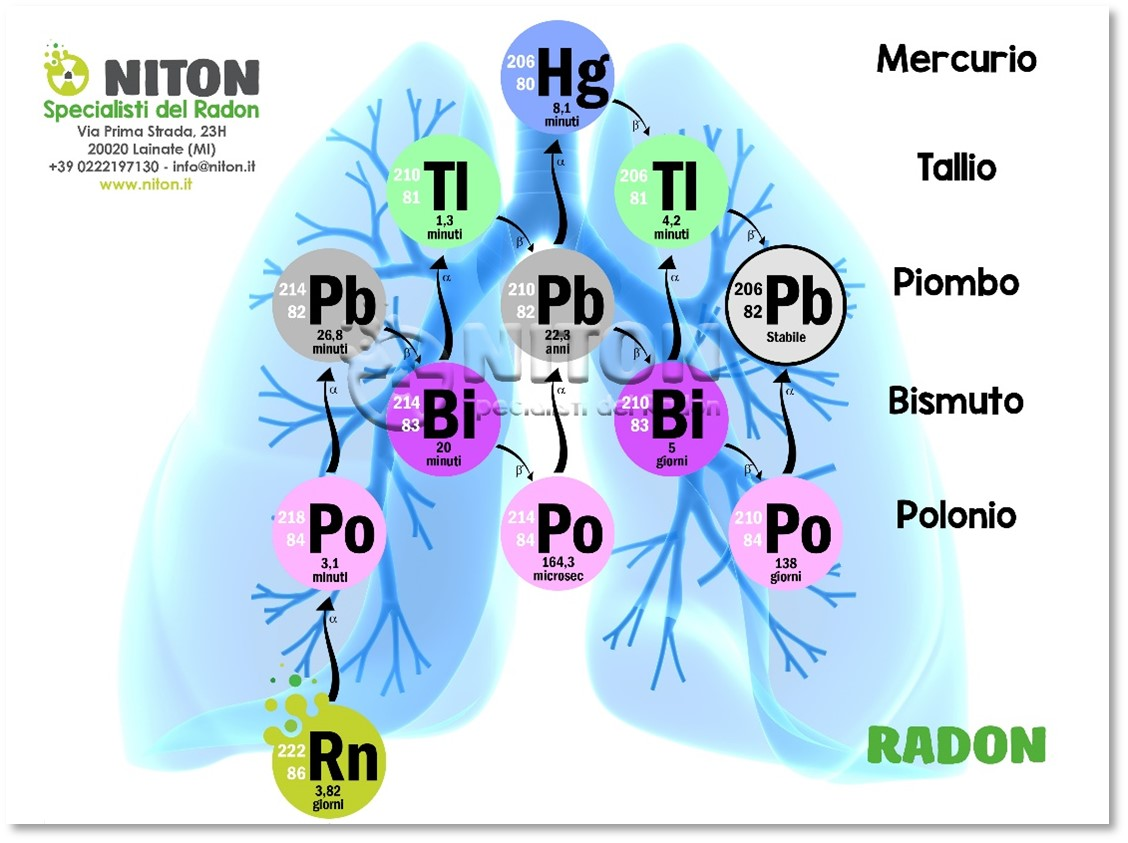 NITON
Specialisti del Radon
Via Prima Strada, 23H
20020 Lainate (MI)
+39 0222197130 - info@niton.it
www.niton.it
206
80
Hg
8,1
minuti
Mercurio
β⁻
α
210
81
Tl
1,3
minuti
206
81
Tl
4,2
minuti
Tallio
β⁻
β⁻
α
α
214
82
Pb
26,8
minuti
210
82
Pb
22,3
anni
206
82
Pb
Stabile
Piombo
β⁻
β⁻
NITON
Specialisti del Radon
α
α
α
214
83
Bi
20
minuti
210
83
Bi
5
giorni
Bismuto
β⁻
β⁻
218
84
Po
3,1
minuti
214
84
Po
164,3
microsec
210
84
Po
138
giorni
Polonio
α
222
86
Rn
3,82
giorni
RADON